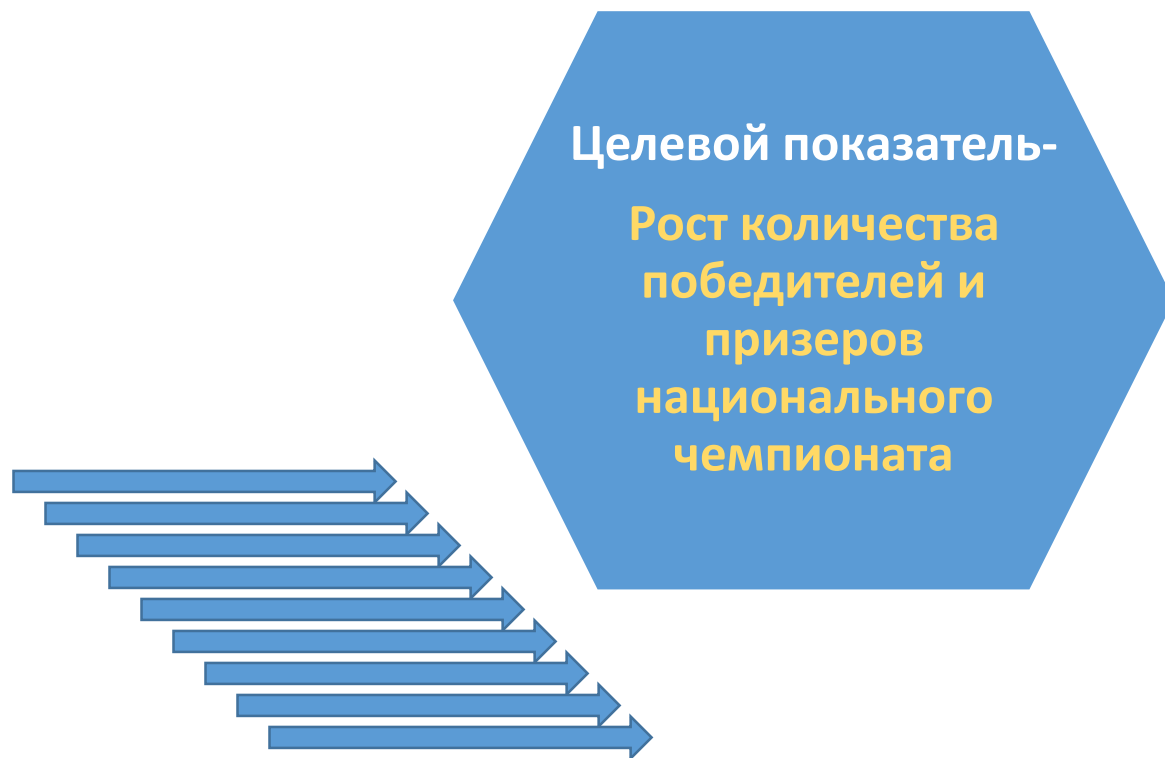 Целевой показатель-
Рост количества
победителей и
призеров
национального
чемпионата